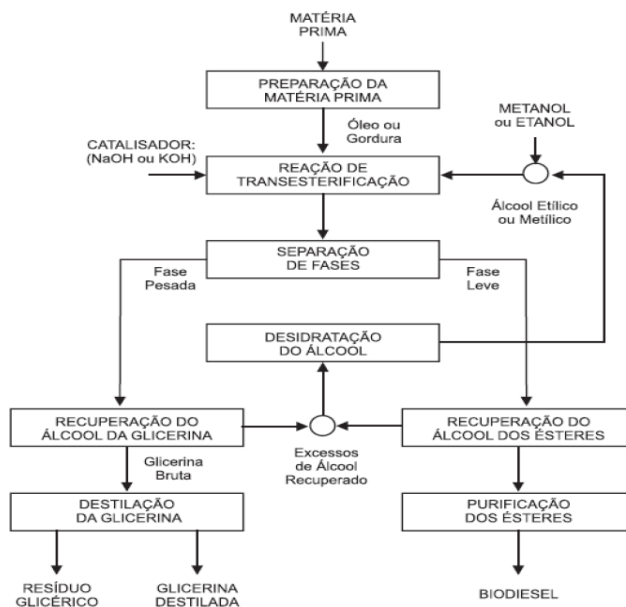 MATÉRIA
PRIMA
PREPARAÇÃO DA
MATÉRIA PRIMA
METANOL
ou ETANOL
Óleo ou
Gordura
CATALISADOR:
(NaOH ou KOH)
REAÇÃO DE
TRANSESTERIFICAÇÃO
Álcool Etílico
ou Metílico
SEPARAÇÃO
DE FASES
Fase
Pesada
Fase
Leve
DESIDRATAÇÃO
DO ÁLCOOL
RECUPERAÇÃO DO
ÁLCOOL DA GLICERINA
RECUPERAÇÃO DO
ÁLCOOL DOS ÉSTERES
Excessos
de Álcool
Recuperado
Glicerina
Bruta
DESTILAÇÃO
DA GLICERINA
PURIFICAÇÃO
DOS ÉSTERES
RESÍDUO
GLICÉRICO
GLICERINA
DESTILADA
BIODIESEL